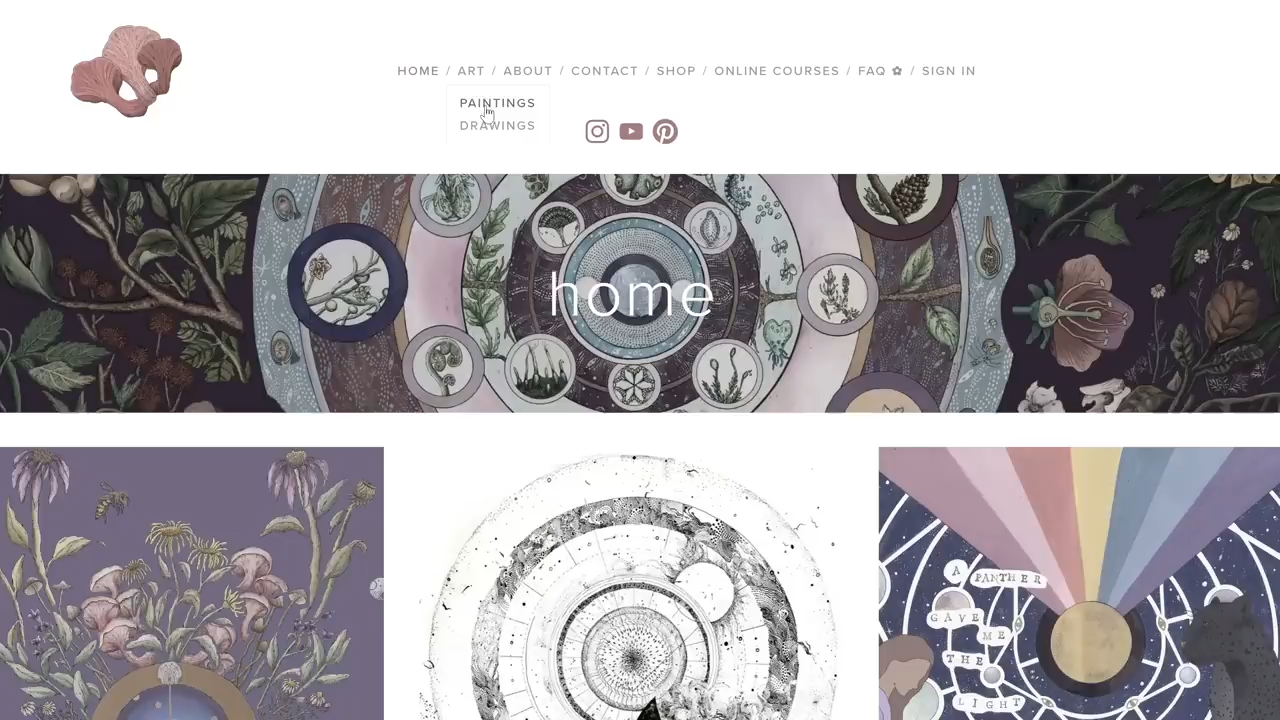 HOME / ART / ABOUT / CONTACT / SHOP / ONLINE COURSES / FAQ ✿ / SIGN IN
PAINTINGS
DRAWINGS
home
A PANTHER
GAVE
ME
THE
LIGHT